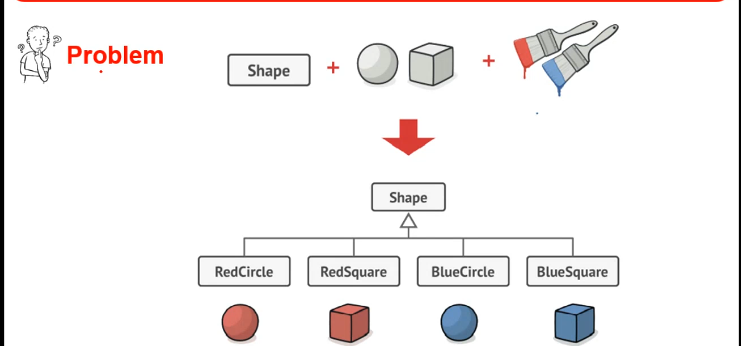 Problem
Shape + +
? ?
Shape
RedCircle RedSquare BlueCircle BlueSquare